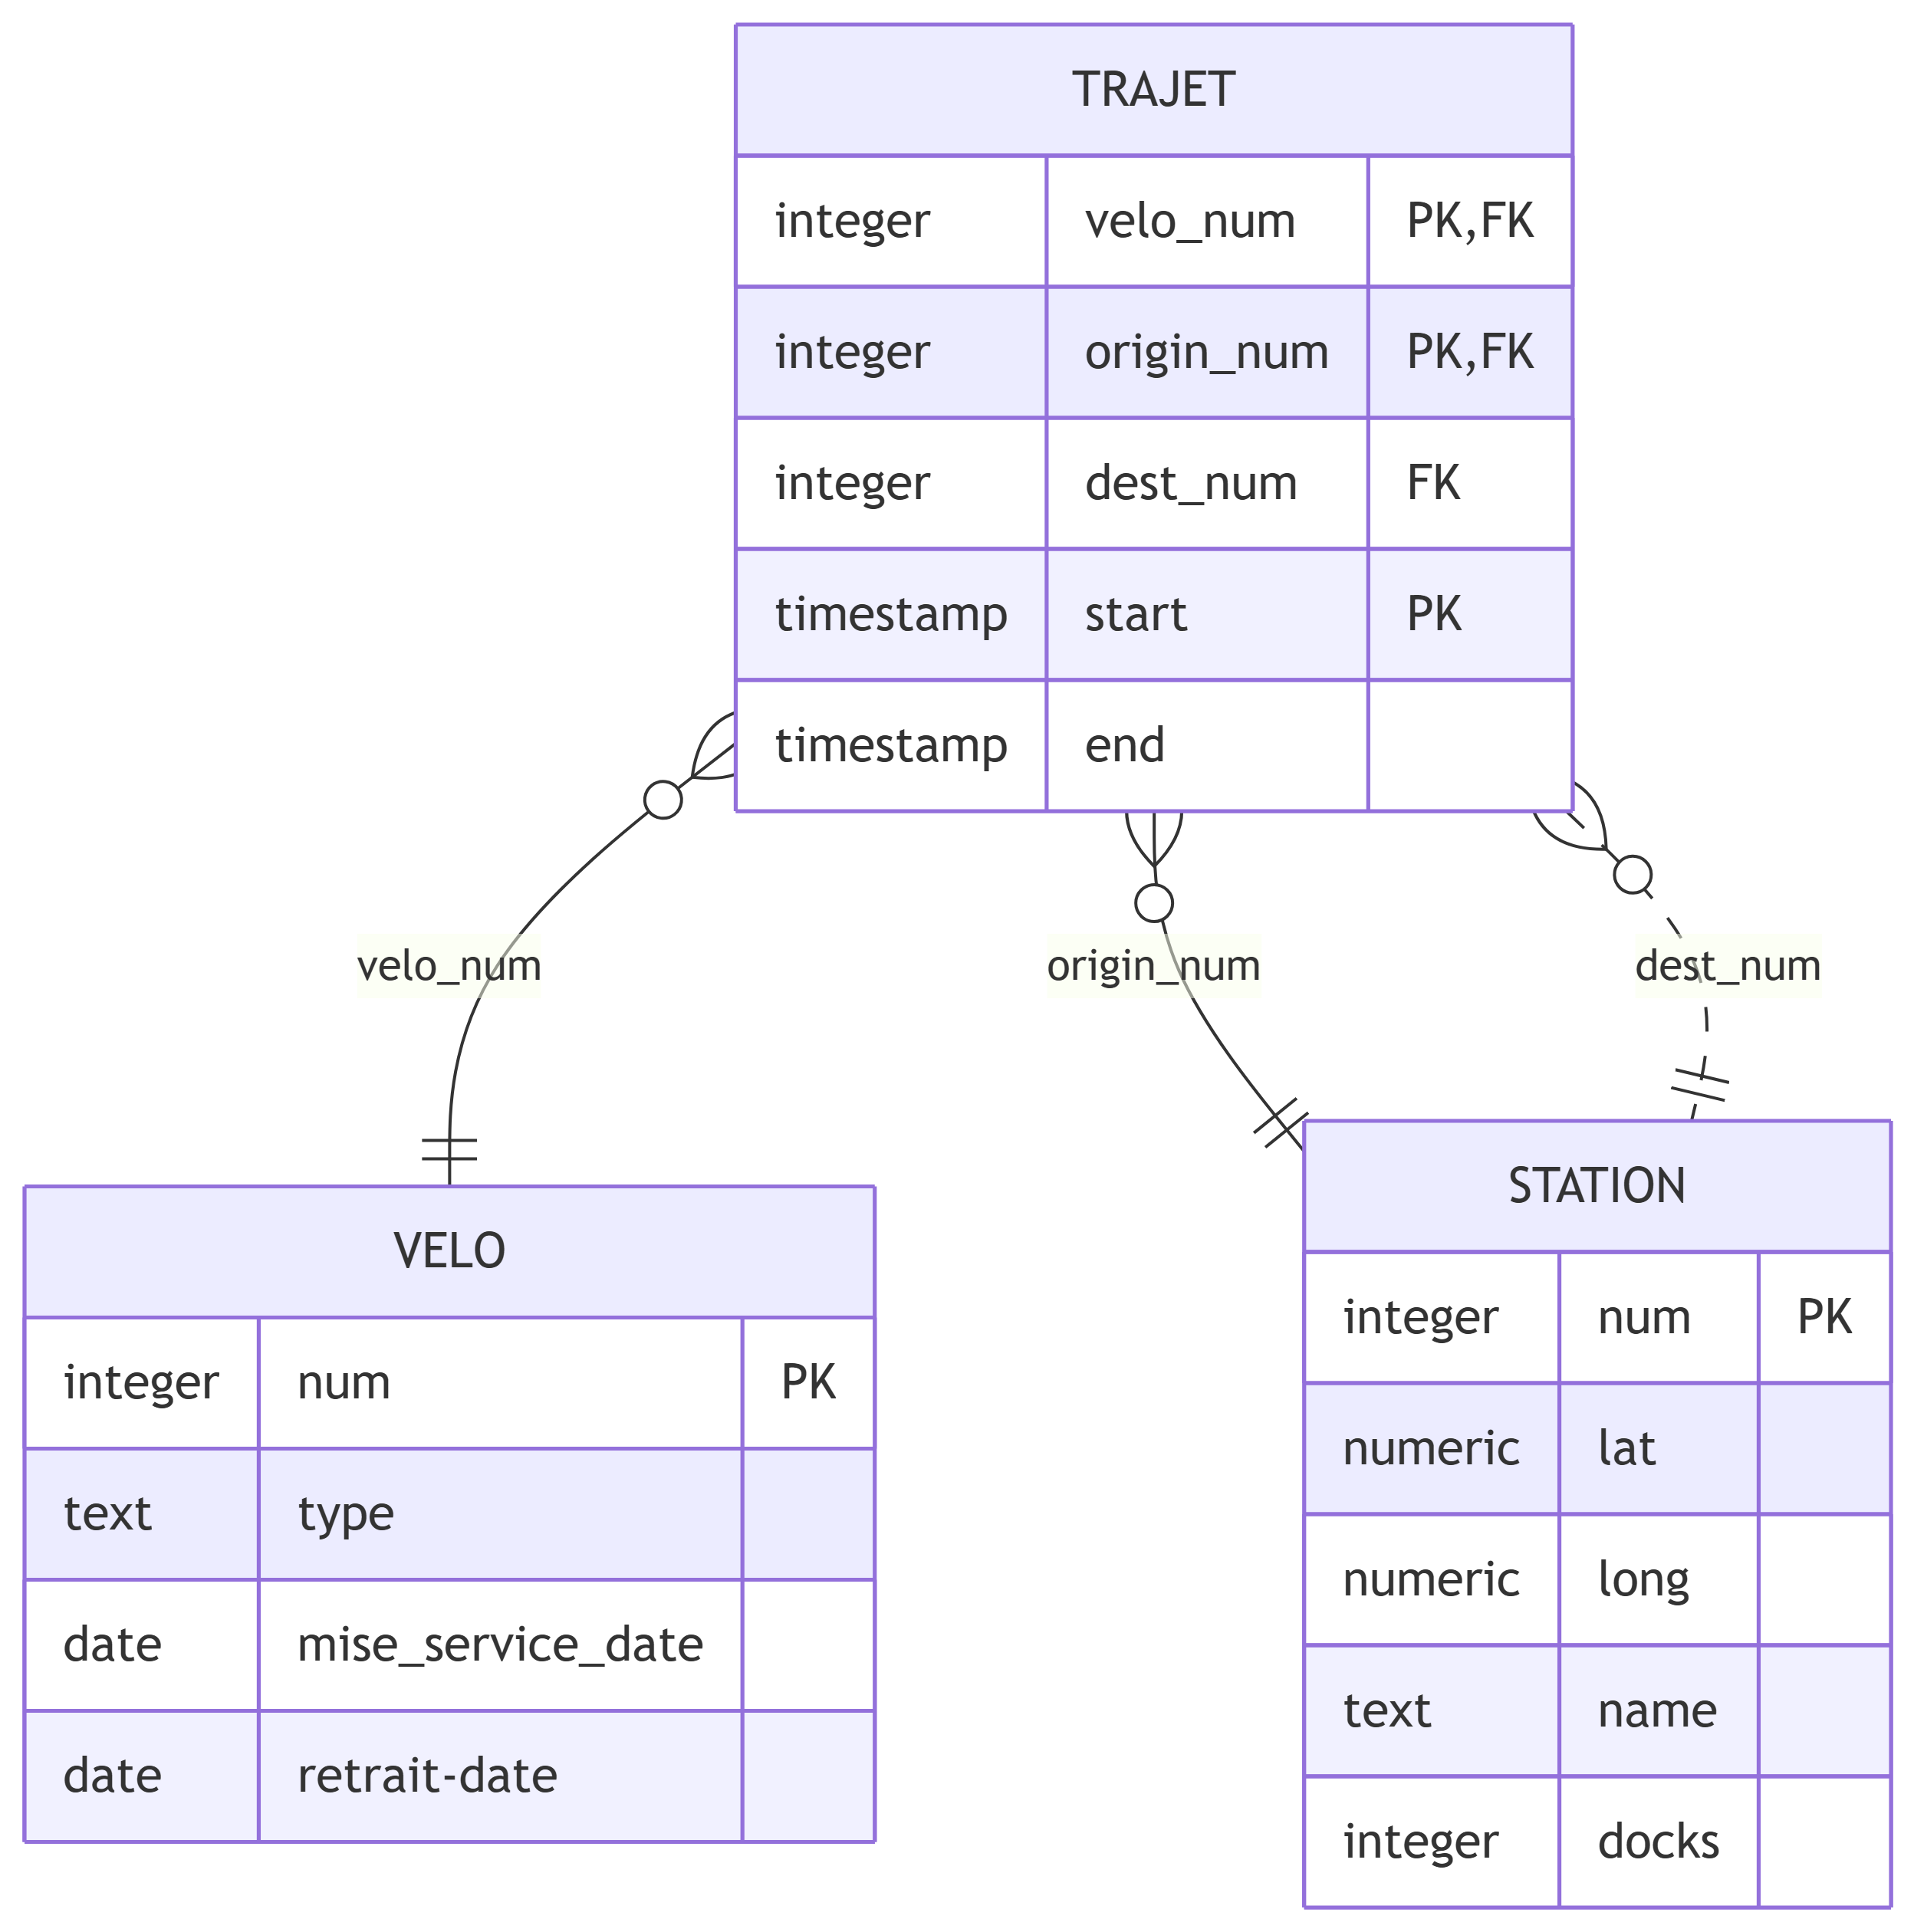 TRAJET
integer velo_num PK,FK
integer origin_num PK,FK
integer dest_num FK
timestamp start PK
timestamp end
velo_num
origin_num
dest_num
VELO
integer num PK
text type
date mise_service_date
date retrait-date
STATION
integer num PK
numeric lat
numeric long
text name
integer docks